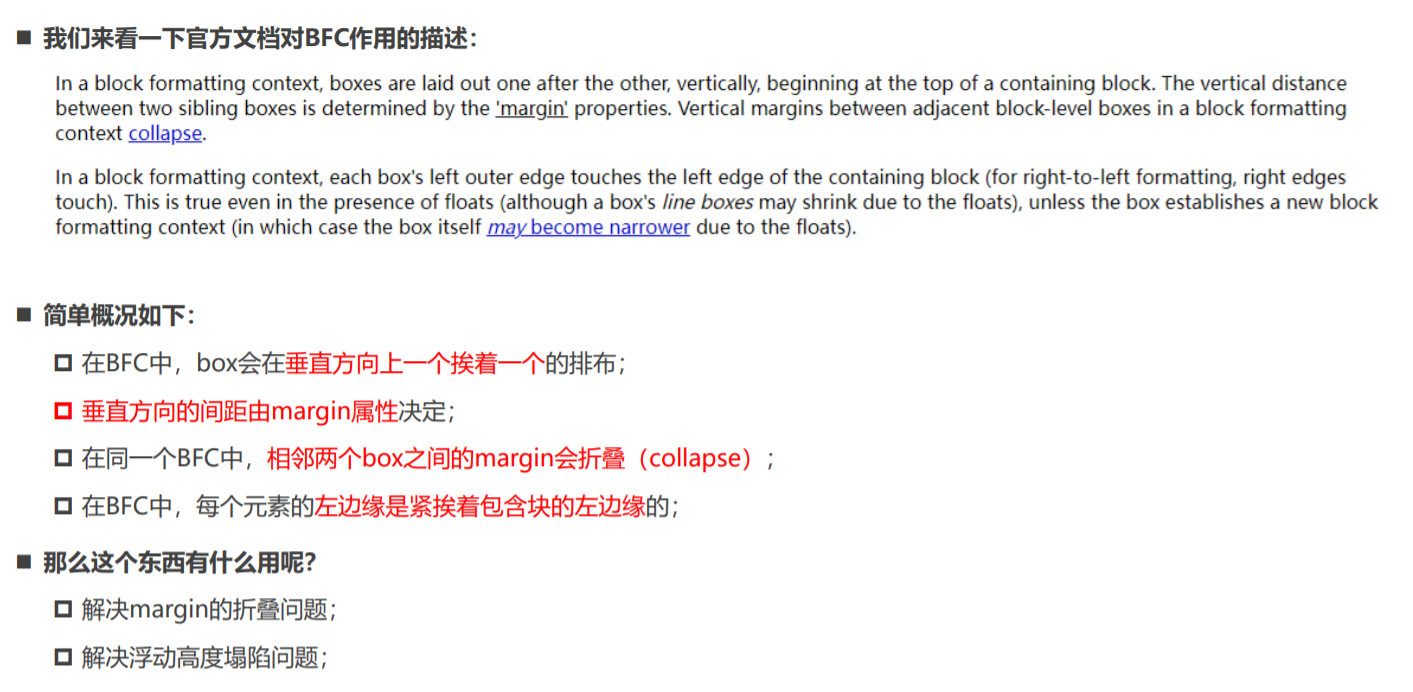 ■ 我们来看一下官方文档对BFC作用的描述：
In a block formatting context, boxes are laid out one after the other, vertically, beginning at the top of a containing block. The vertical distance
between two sibling boxes is determined by the 'margin' properties. Vertical margins between adjacent block-level boxes in a block formatting
context collapse.
In a block formatting context, each box's left outer edge touches the left edge of the containing block (for right-to-left formatting, right edges
touch). This is true even in the presence of floats (although a box's line boxes may shrink due to the floats), unless the box establishes a new block
formatting context (in which case the box itself may become narrower due to the floats).
■ 简单概况如下：
在BFC中，box会在垂直方向上一个挨着一个的排布；
垂直方向的间距由margin属性决定；
在同一个BFC中，相邻两个box之间的margin会折叠（collapse）；
在BFC中，每个元素的左边缘是紧挨着包含块的左边缘的；
■ 那么这个东西有什么用呢？
解决margin的折叠问题；
解决浮动高度塌陷问题；